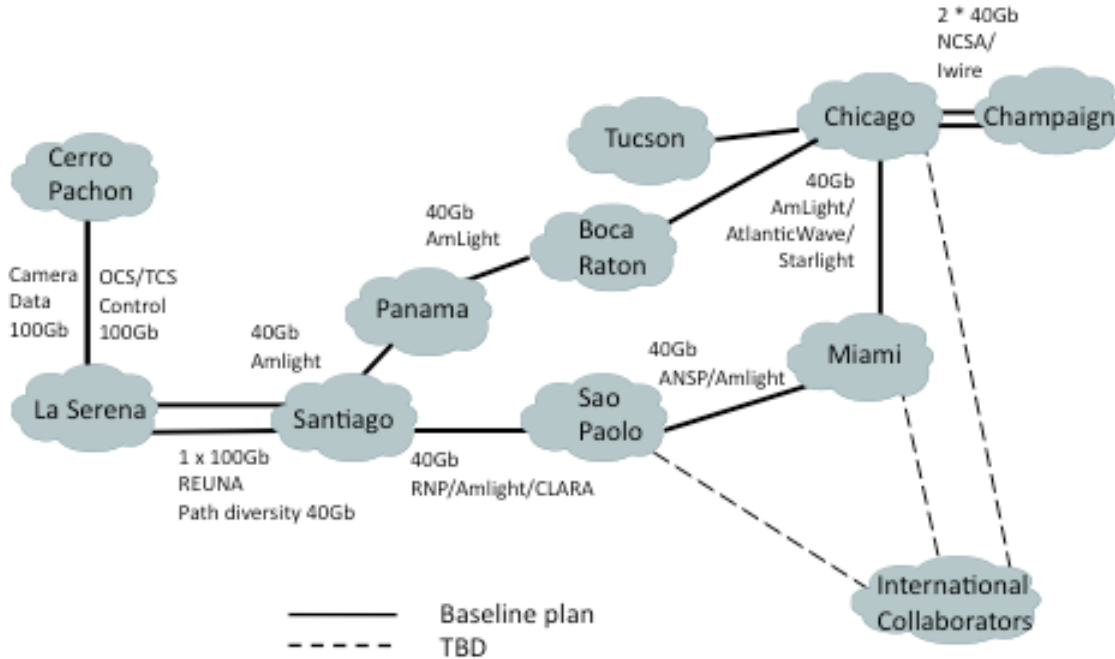 2 * 40Gb
NCSA/
Iwire
Chicago
Champaign
Tucson
Cerro
Pachon
40Gb
AmLight/
AtlanticWave/
Starlight
40Gb
AmLight
Boca
Raton
Camera
Data
100Gb
OCS/TCS
Control
100Gb
Panama
40Gb
Amlight
40Gb
ANSP/Amlight
Miami
La Serena
Santiago
Sao
Paolo
1 x 100Gb
REUNA
Path diversity 40Gb
40Gb
RNP/Amlight/CLARA
International
Collaborators
Baseline plan
TBD